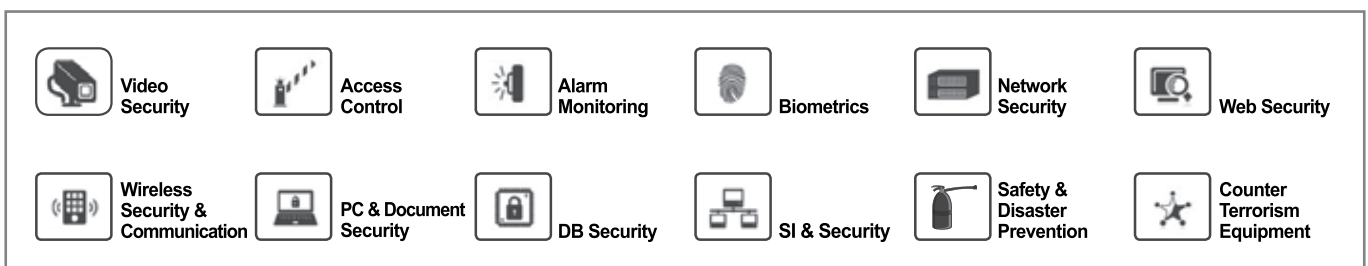 Video
Security
Access
Control
Alarm
Monitoring
Biometrics
Network
Security
Web Security
Wireless
Security &
Communication
PC & Document
Security
DB Security
SI & Security
Safety &
Disaster
Prevention
Counter
Terrorism
Equipment